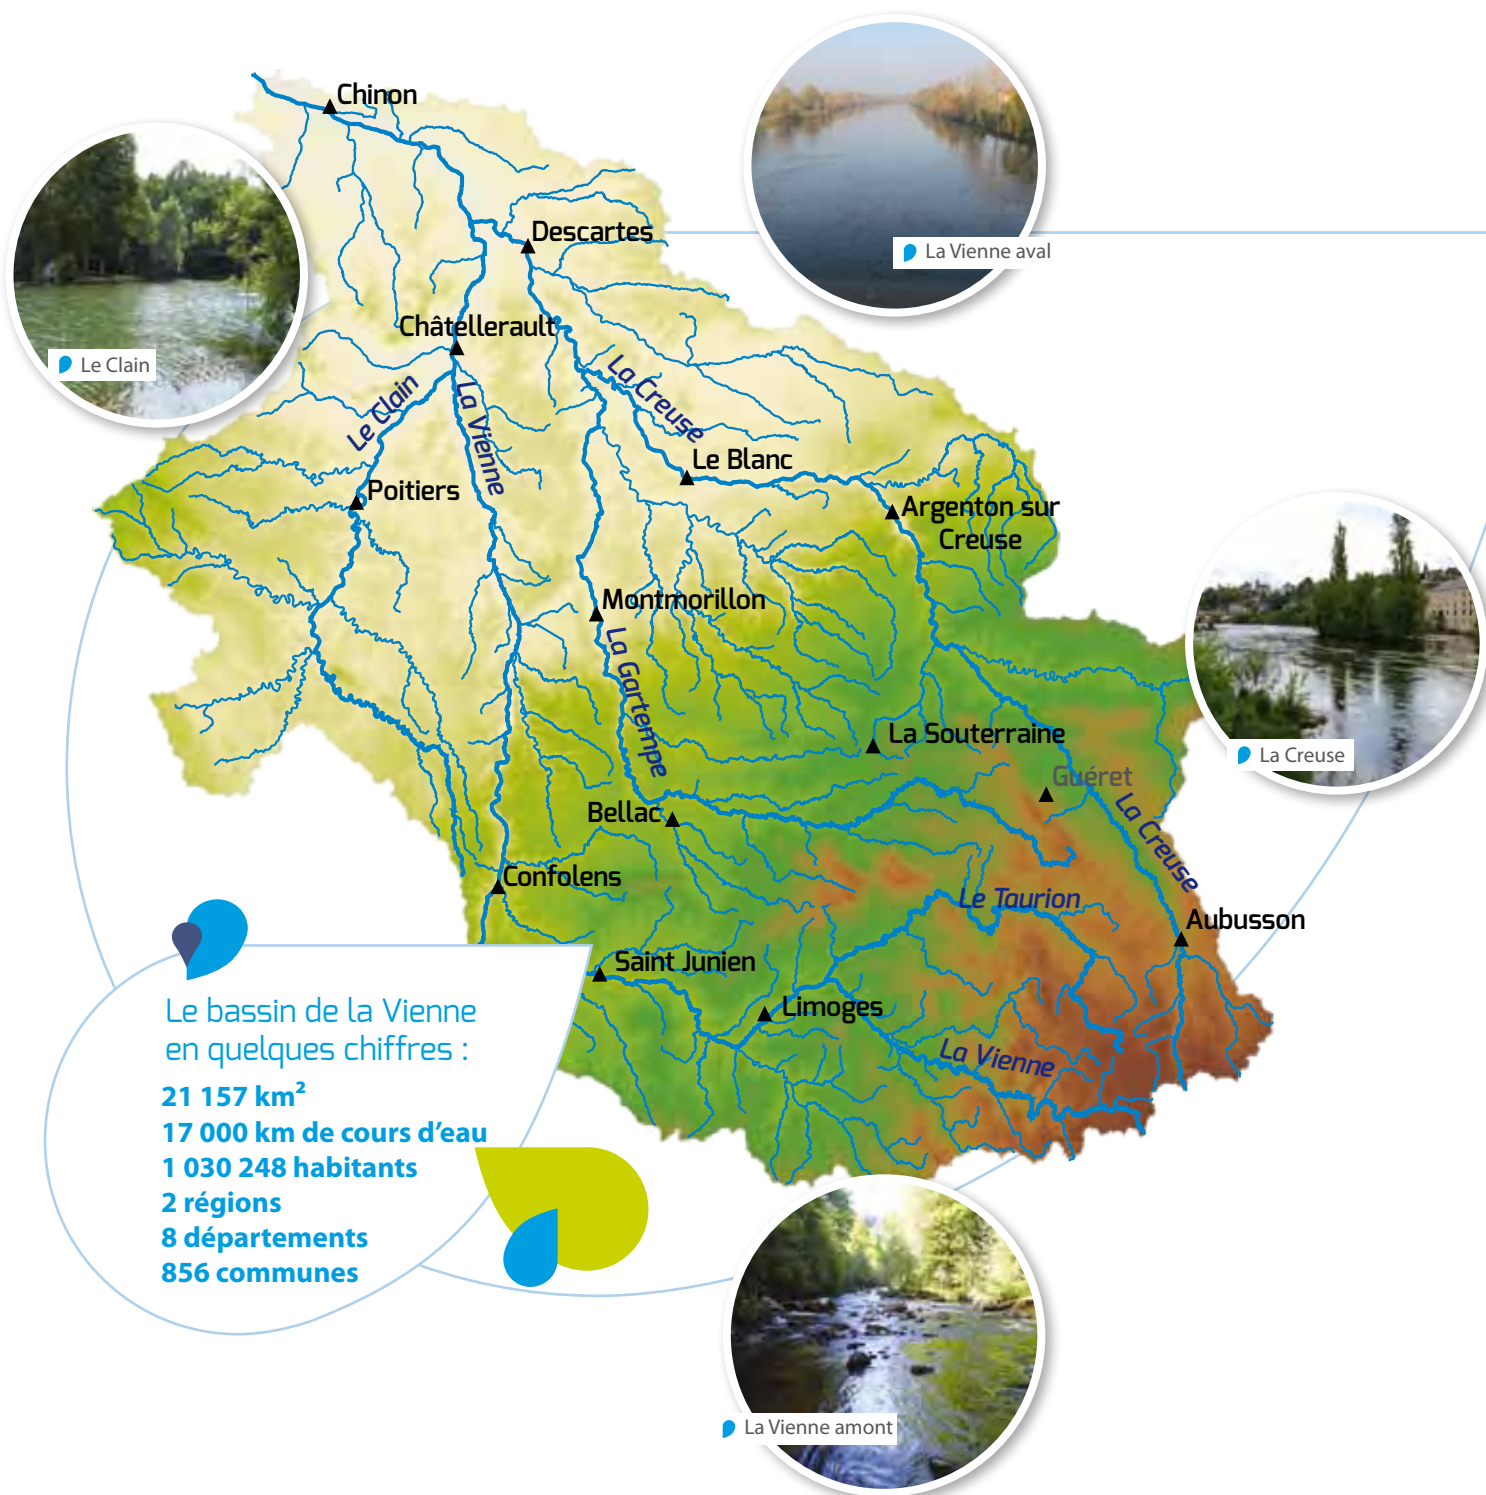 Chinon
La Vienne aval
Descartes
Le Clain
Châtellerault
La Creuse
Le Clain
La Vienne
Le Blanc
Poitiers
Argenton sur
Creuse
Montmorillon
La Gartempe
La Souterraine
La Creuse
Guéret
La Creuse
Bellac
Confolens
Le Taurion
Aubusson
Saint Junien
Limoges
La Vienne
Le bassin de la Vienne
en quelques chiffres :
21 157 km²
17 000 km de cours d’eau
1 030 248 habitants
2 régions
8 départements
856 communes
La Vienne amont